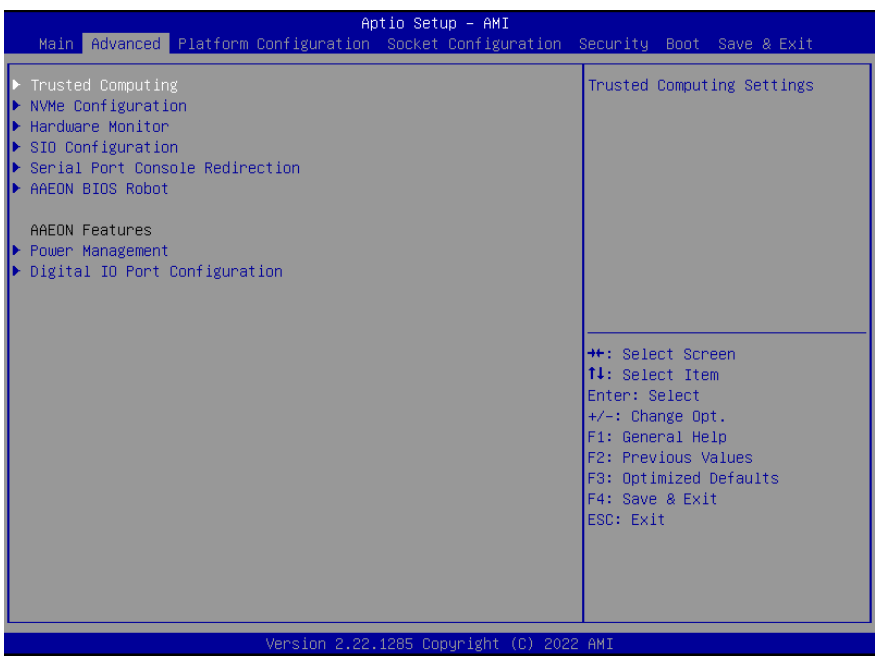 Aptio Setup – AMI
Main Advanced Platform Configuration Socket Configuration Security Boot Save & Exit
▶ Trusted Computing
▶ NVMe Configuration
▶ Hardware Monitor
▶ SIO Configuration
▶ Serial Port Console Redirection
▶ AAEON BIOS Robot
AAEON Features
▶ Power Management
▶ Digital IO Port Configuration
Trusted Computing Settings
→←: Select Screen
↑↓: Select Item
Enter: Select
+/-: Change Opt.
F1: General Help
F2: Previous Values
F3: Optimized Defaults
F4: Save & Exit
ESC: Exit
Version 2.22.1285 Copyright (C) 2022 AMI